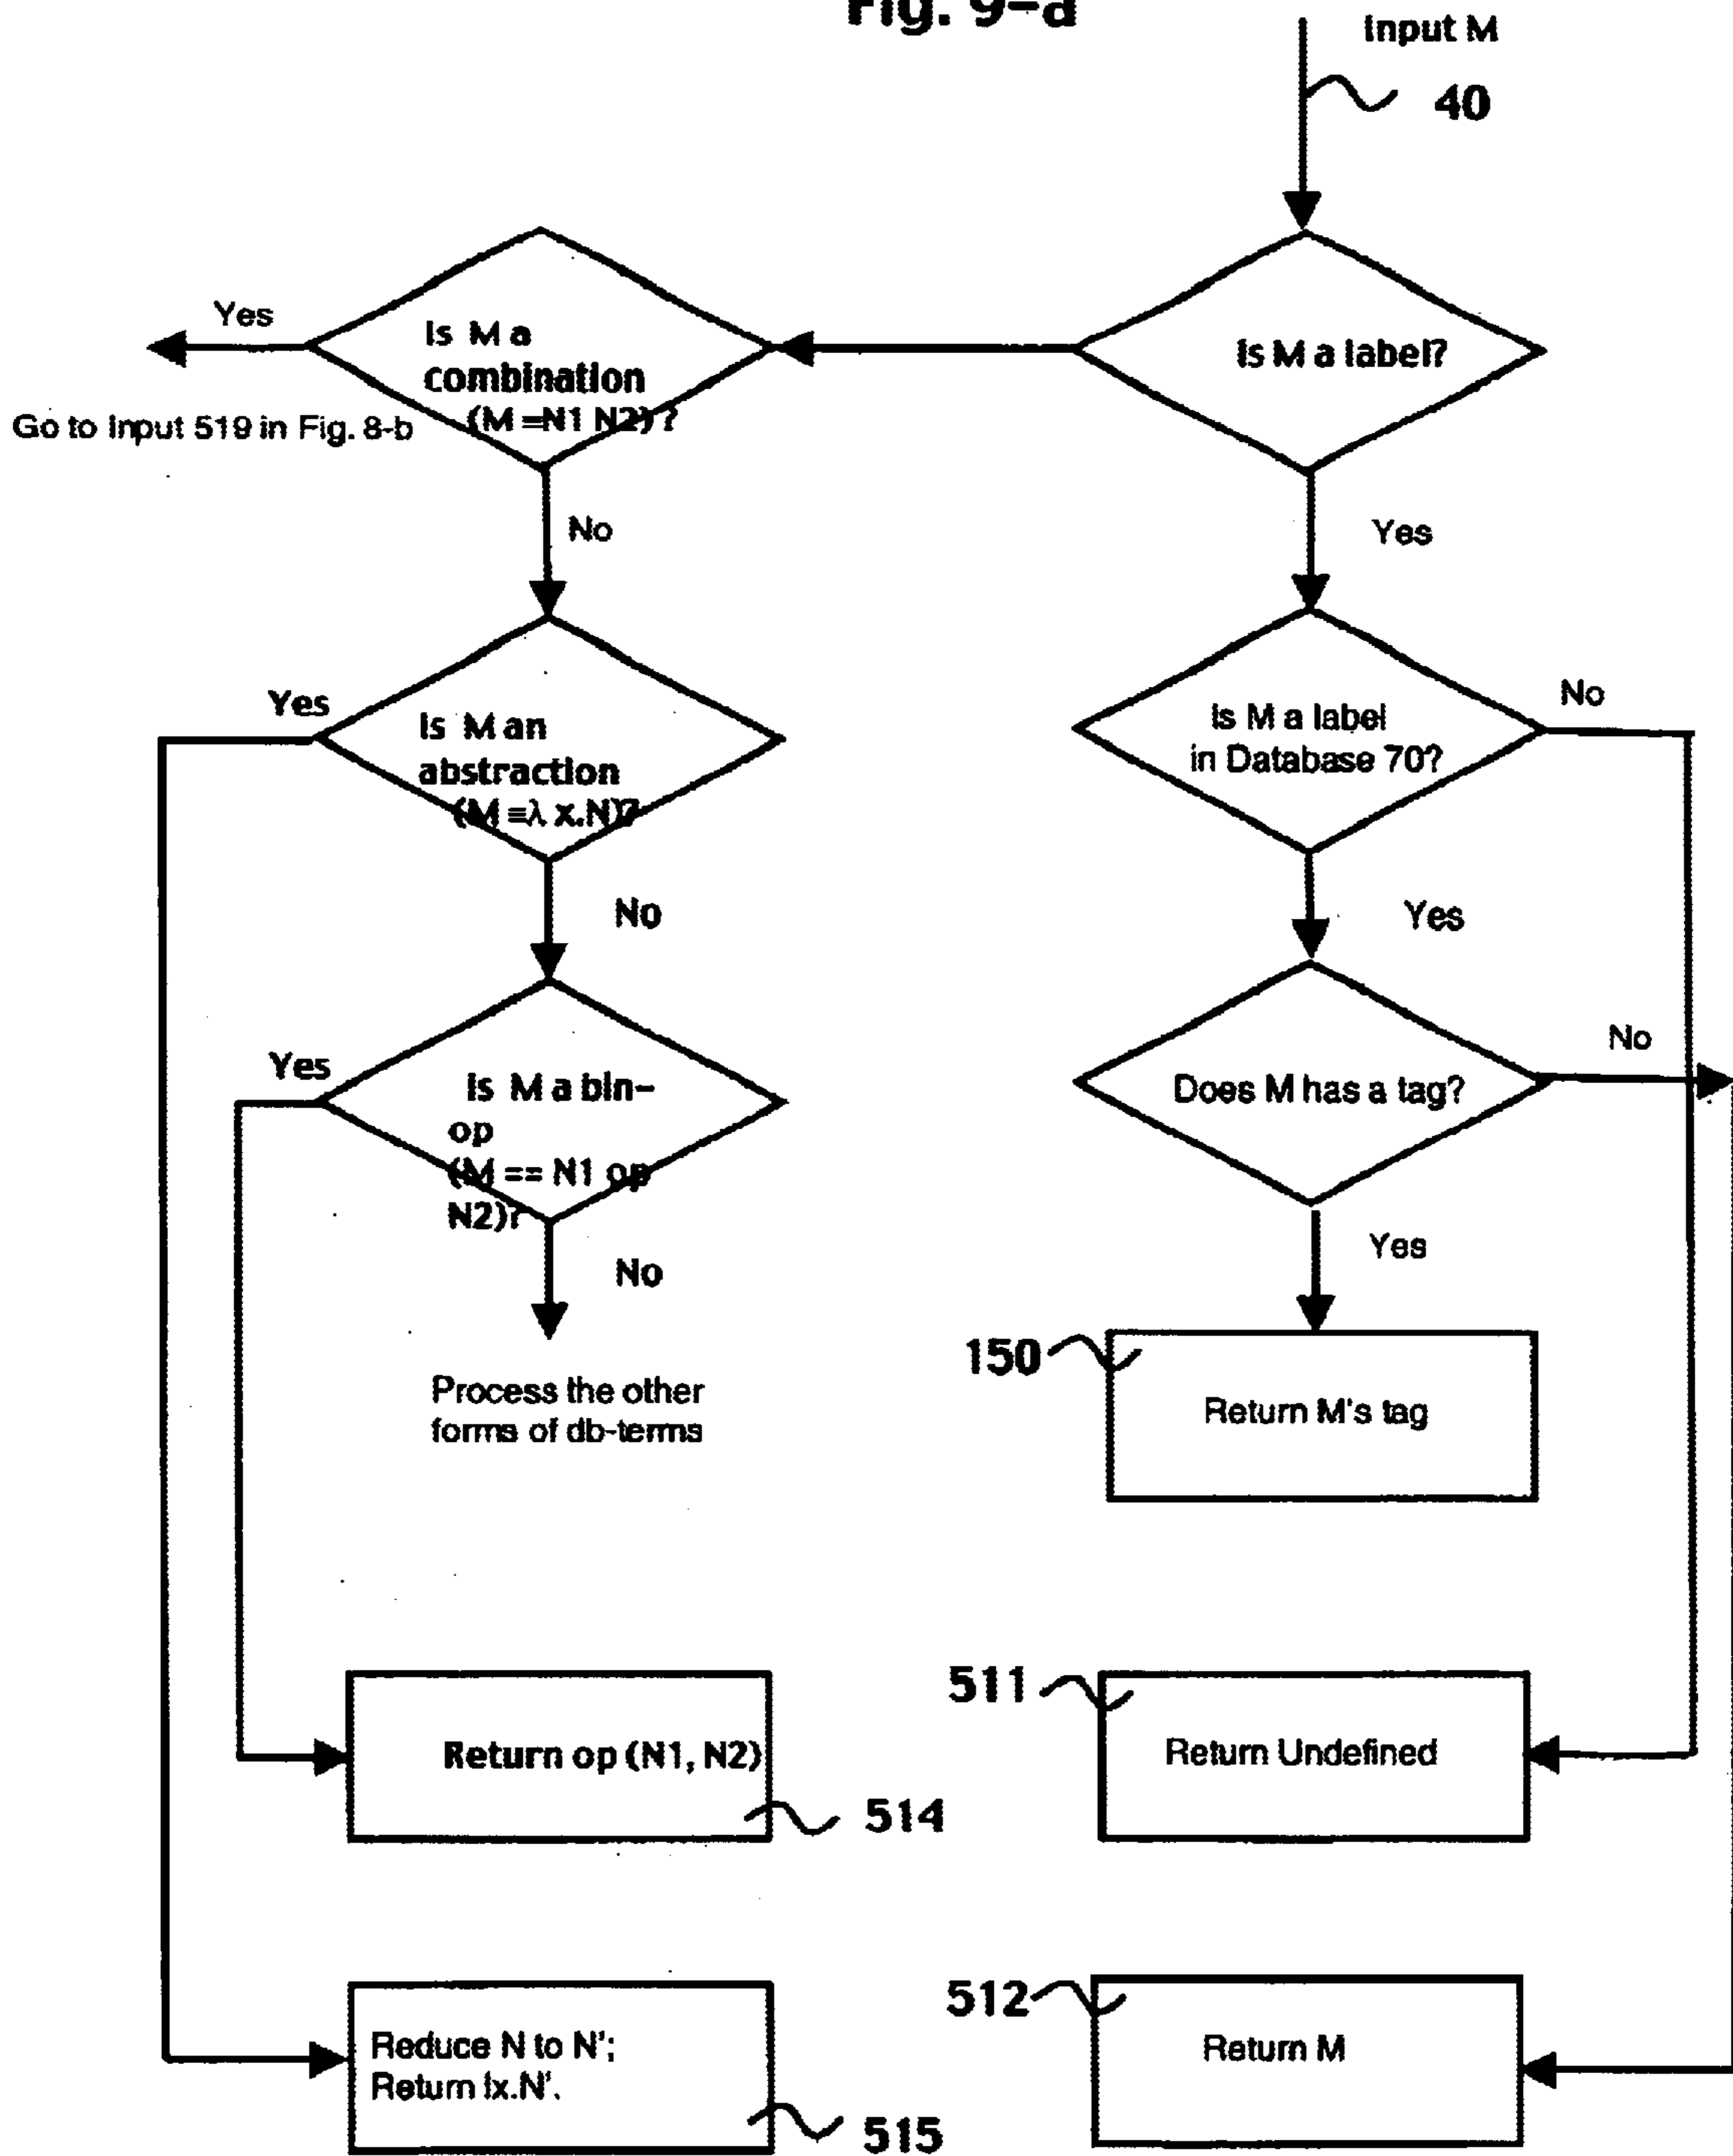 Fig. 9-a
Input M
40
Is M a label?
Yes
Is M a
combination
(M =N1 N2) ?
Go to Input 519 in Fig. 8-b
No
Yes
Is M a label
in Database 70?
No
Yes
Is M an
abstraction
(M ≡λ x.N)?
Yes
No
Does M has a tag?
No
Yes
Is M a bin-
op
(M == N1 op
N2)?
Yes
No
Process the other
forms of db-terms
150
Return M's tag
511
Return Undefined
Return op (N1, N2)
514
512
Return M
Reduce N to N';
Return lx.N'.
515